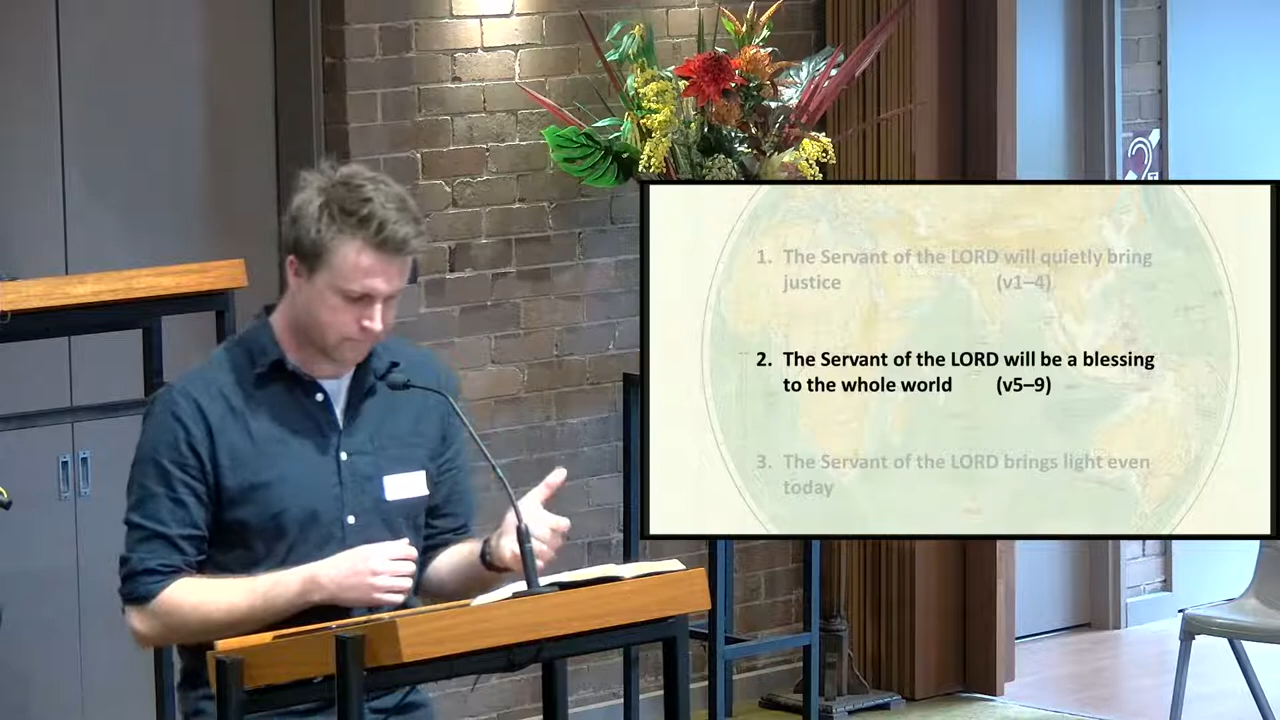 1. The Servant of the LORD will quietly bring
justice (v1–4)
2. The Servant of the LORD will be a blessing
to the whole world (v5–9)
3. The Servant of the LORD brings light even
today